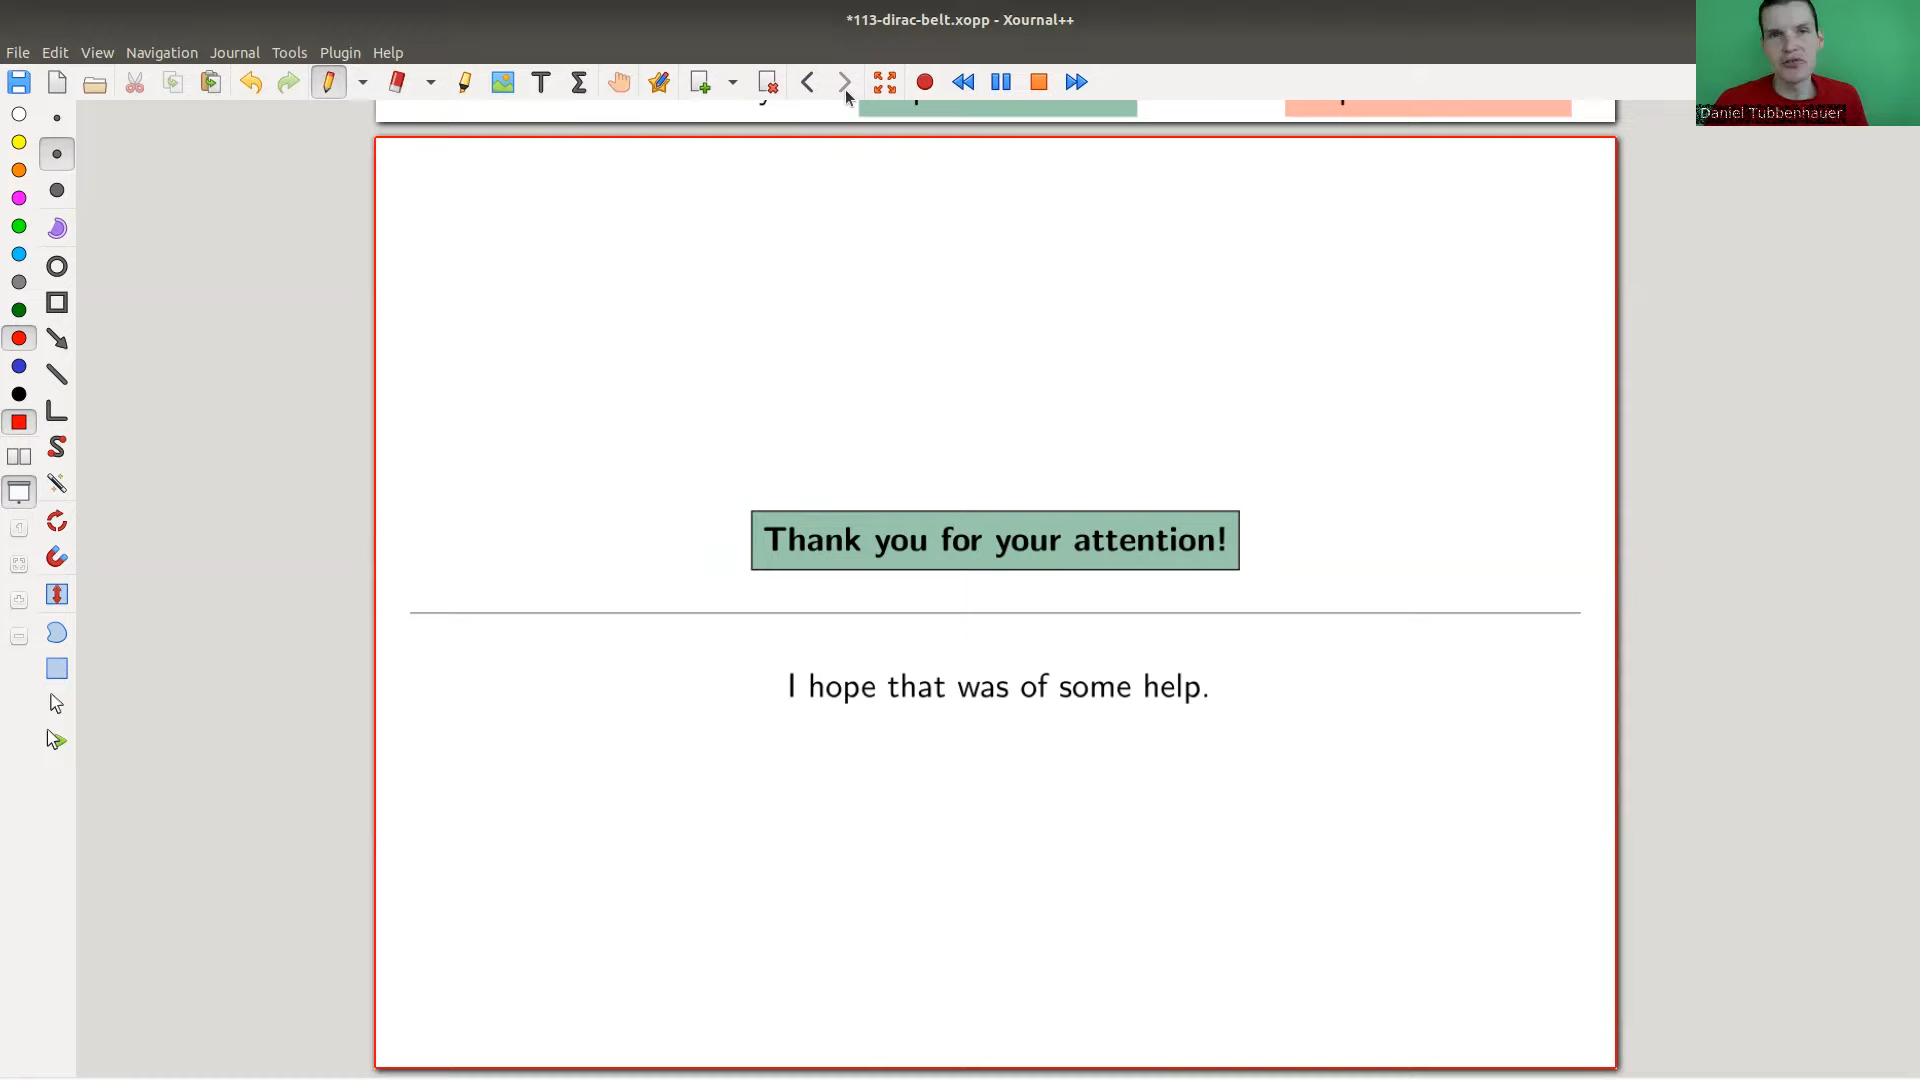 *113-dirac-belt.xopp - Xournal++
File Edit View Navigation Journal Tools Plugin Help
Daniel Tubbenhauer
Thank you for your attention!
I hope that was of some help.